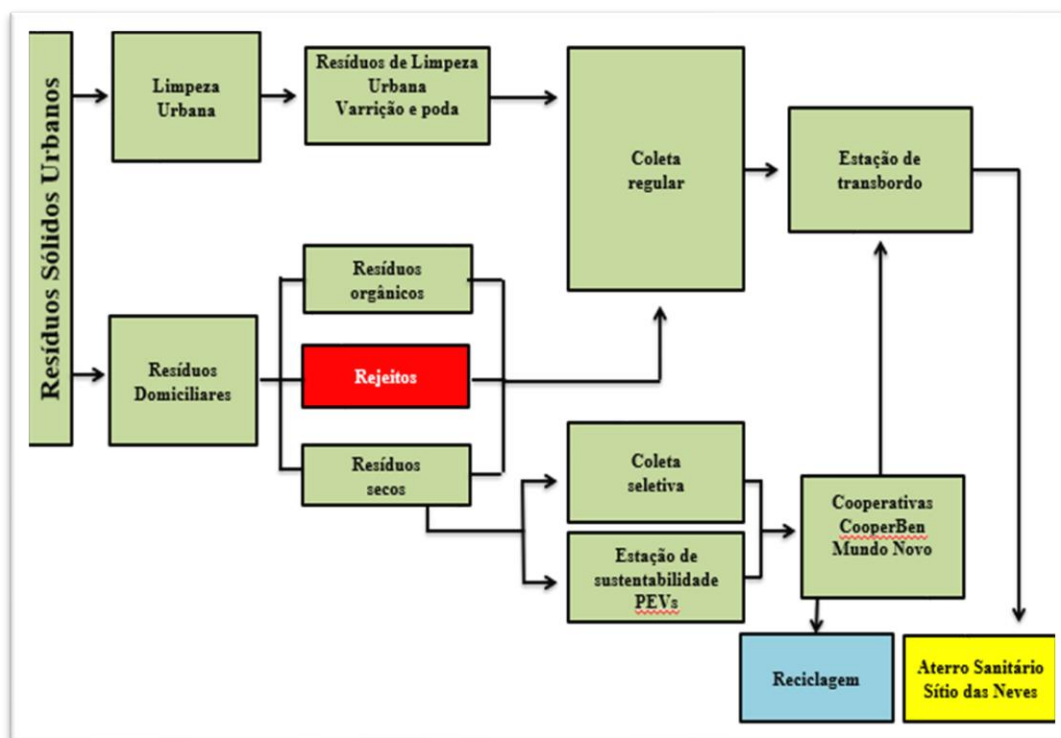 Resíduos Sólidos Urbanos
Limpeza
Urbana
Resíduos de Limpeza
Urbana
Varrição e poda
Coleta
regular
Estação de
transbordo
Resíduos
Domiciliares
Resíduos
orgânicos
Rejeitos
Resíduos
secos
Coleta
seletiva
Estação de
sustentabilidade
PEVs
Cooperativas
CooperBen
Mundo Novo
Reciclagem
Aterro Sanitário
Sítio das Neves